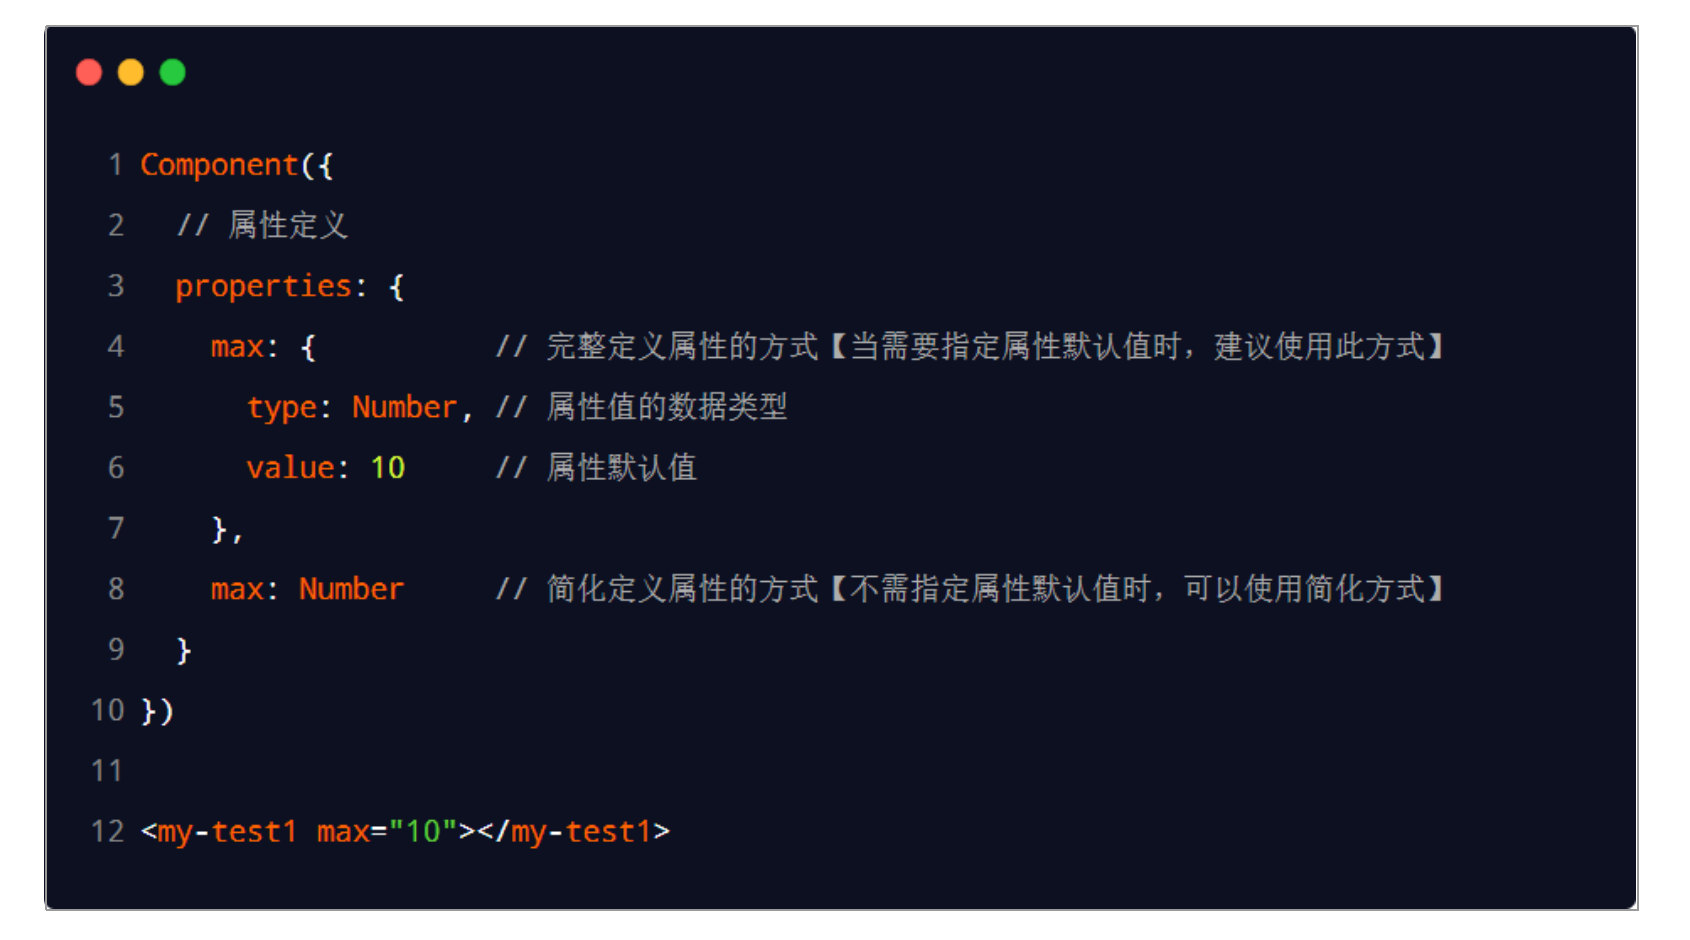 1 Component({
2 // 属性定义
3 properties: {
4 max: { // 完整定义属性的方式【当需要指定属性默认值时，建议使用此方式】
5 type: Number, // 属性值的数据类型
6 value: 10 // 属性默认值
7 },
8 max: Number // 简化定义属性的方式【不需指定属性默认值时，可以使用简化方式】
9 }
10 })
11
12 <my-test1 max="10"></my-test1>